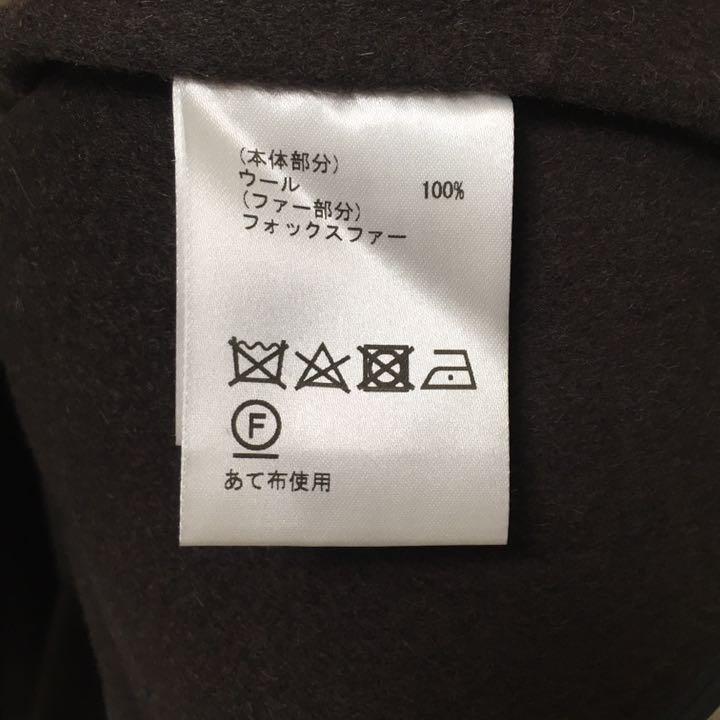 (本体部分)
ウール 100%
(ファー部分)
フォックスファー
F
あて布使用